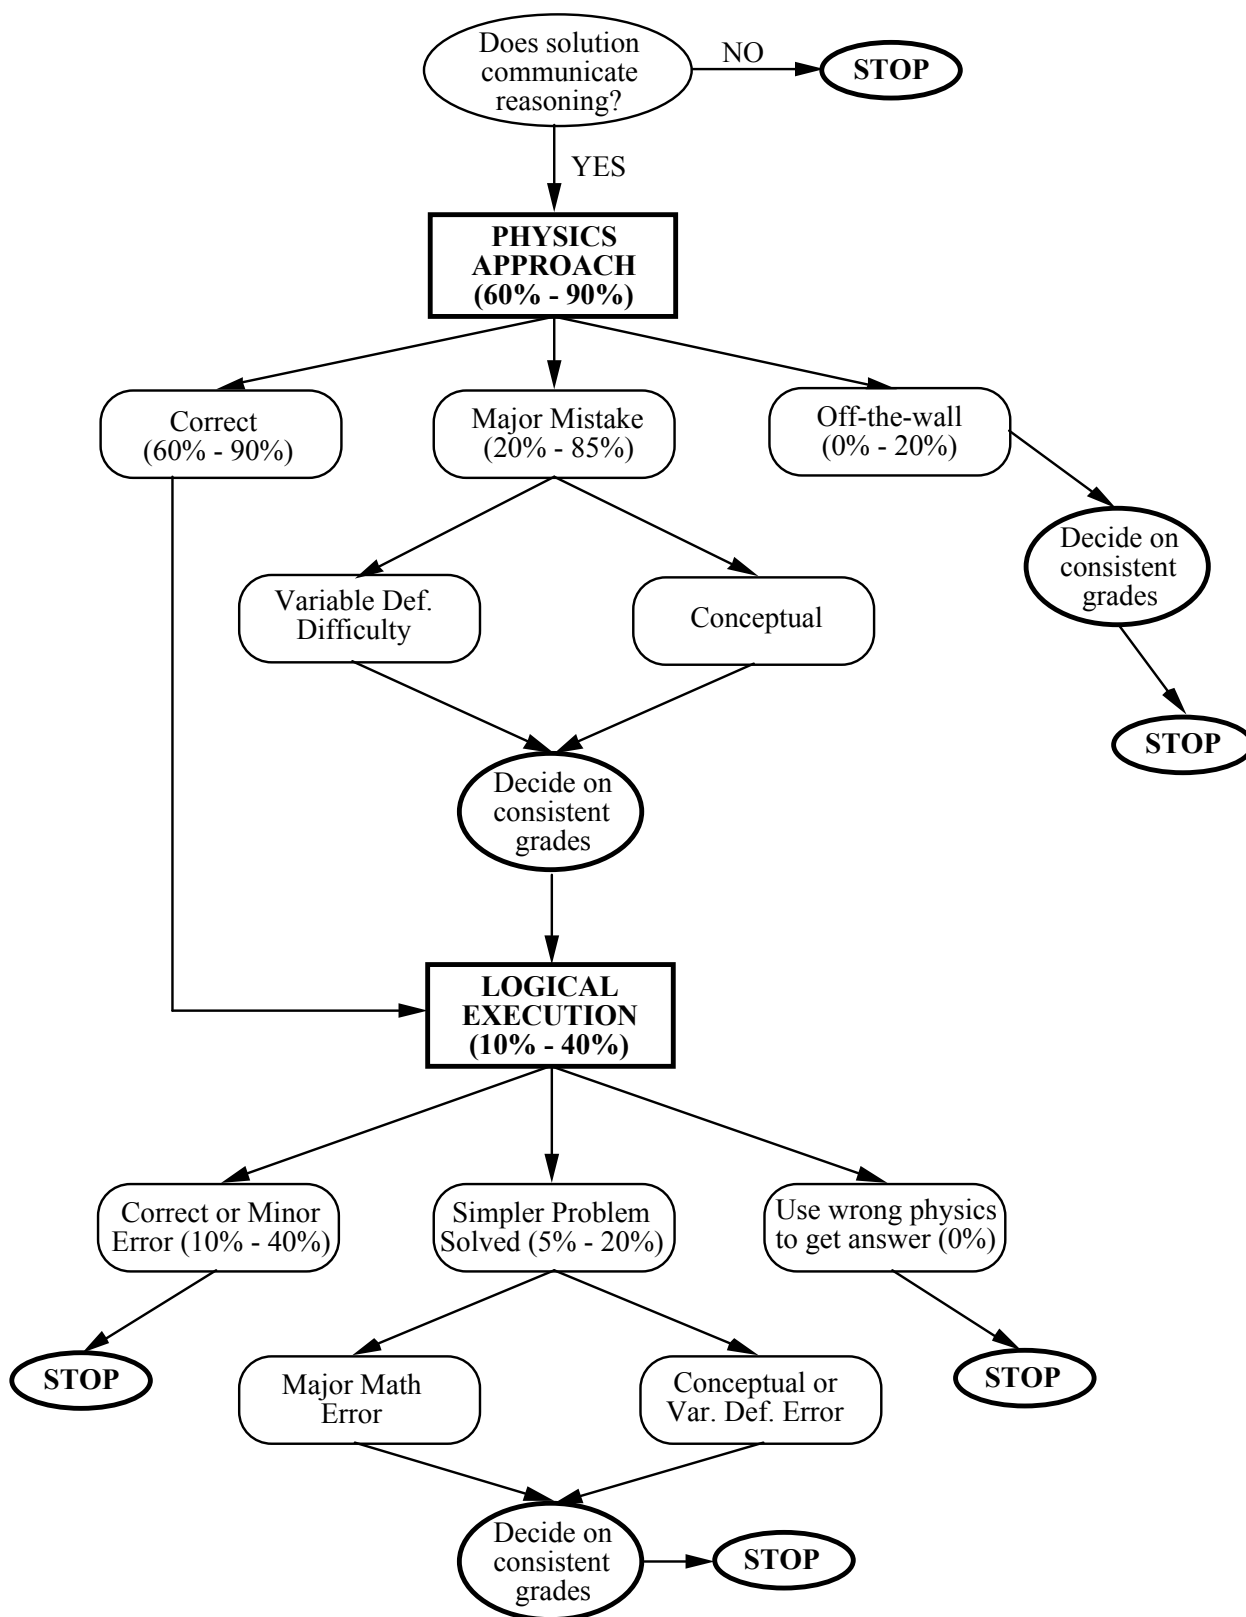 Does solution
communicate
reasoning?
NO
STOP
YES
PHYSICS
APPROACH
(60% - 90%)
Correct
(60% - 90%)
Major Mistake
(20% - 85%)
Off-the-wall
(0% - 20%)
Decide on
consistent
grades
Variable Def.
Difficulty
Conceptual
STOP
Decide on
consistent
grades
LOGICAL
EXECUTION
(10% - 40%)
Correct or Minor
Error (10% - 40%)
Simpler Problem
Solved (5% - 20%)
Use wrong physics
to get answer (0%)
STOP
Major Math
Error
Conceptual or
Var. Def. Error
STOP
Decide on
consistent
grades
STOP